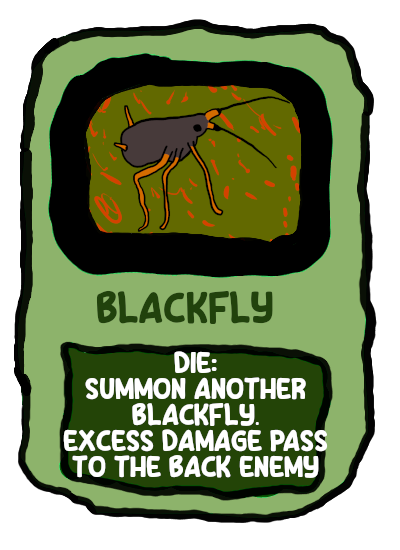 BLACKFLY
DIE:
SUMMON ANOTHER
BLACKFLY.
EXCESS DAMAGE PASS
TO THE BACK ENEMY